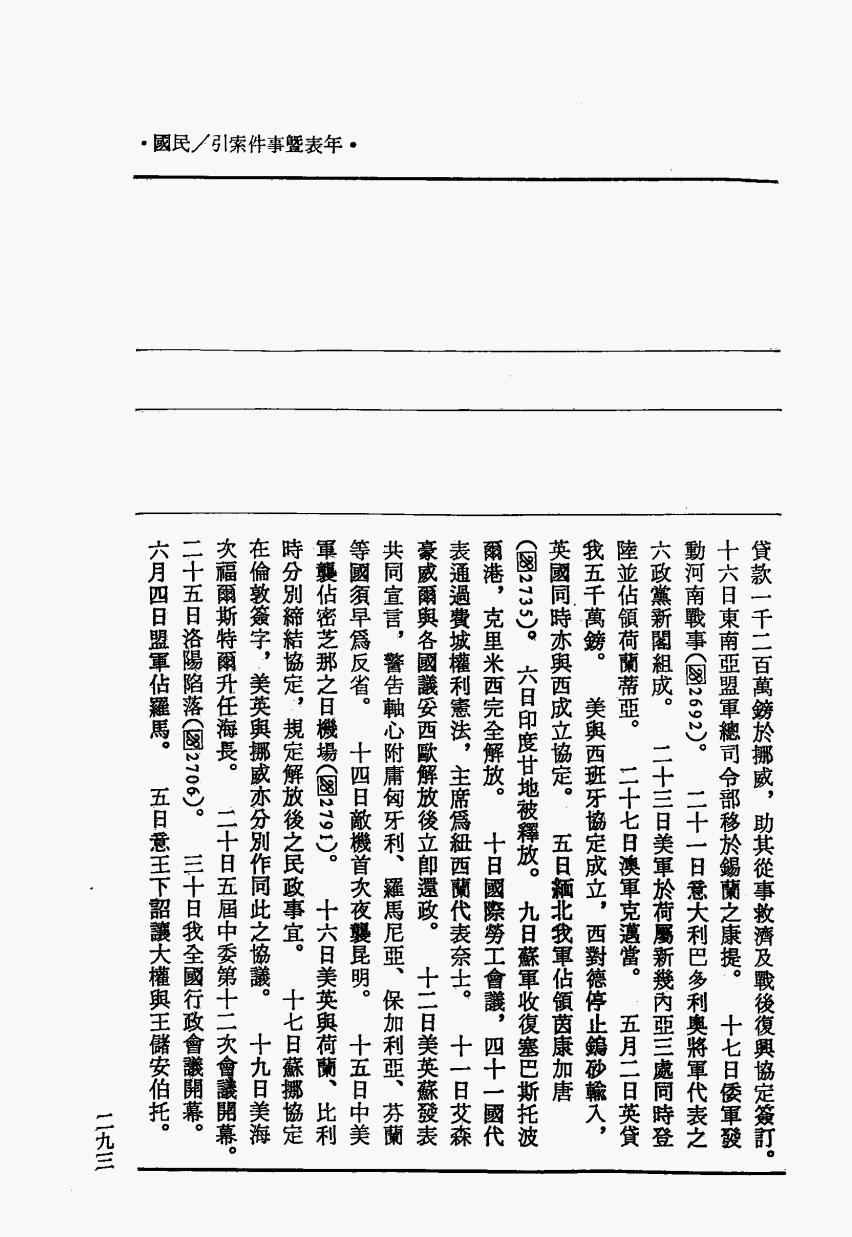 ·國民／引索件事暨表年·
貸款一千二百萬鎊於挪威，助其從事救濟及戰後復興協定簽訂。
十六日東南亞盟軍總司令部移於錫蘭之康提。　十七日倭軍發
動河南戰事(2692)。　二十一日意大利巴多利奧將軍代表之
六政黨新閣組成。　二十三日美軍於荷屬新幾內亞三處同時登
陸並佔領荷蘭蒂亞。　二十七日澳軍克邁當。　五月二日英貸
我五千萬鎊。　美與西班牙協定成立，西對德停止鎢砂輸入，
英國同時亦與西成立協定。　五日緬北我軍佔領茵康加唐
(2735)。　六日印度甘地被釋放。　九日蘇軍收復塞巴斯托波
爾港，克里米西完全解放。　十日國際勞工會議，四十一國代
表通過費城權利憲法，主席爲紐西蘭代表奈士。　十一日艾森
豪威爾與各國議妥西歐解放後立即還政。　十二日美英蘇發表
共同宣言，警告軸心附庸匈牙利、羅馬尼亞、保加利亞、芬蘭
等國須早爲反省。　十四日敵機首次夜襲昆明。　十五日中美
軍襲佔密芝那之日機場(2791)。　十六日美英與荷蘭、比利
時分別締結協定，規定解放後之民政事宜。　十七日蘇挪協定
在倫敦簽字，美英與挪威亦分別作同此之協議。　十九日美海
次福爾斯特爾升任海長。　二十日五屆中委第十二次會議開幕。
二十五日洛陽陷落(2706)。　三十日我全國行政會議開幕。
六月四日盟軍佔羅馬。　五日意王下詔讓大權與王儲安伯托。
二九三